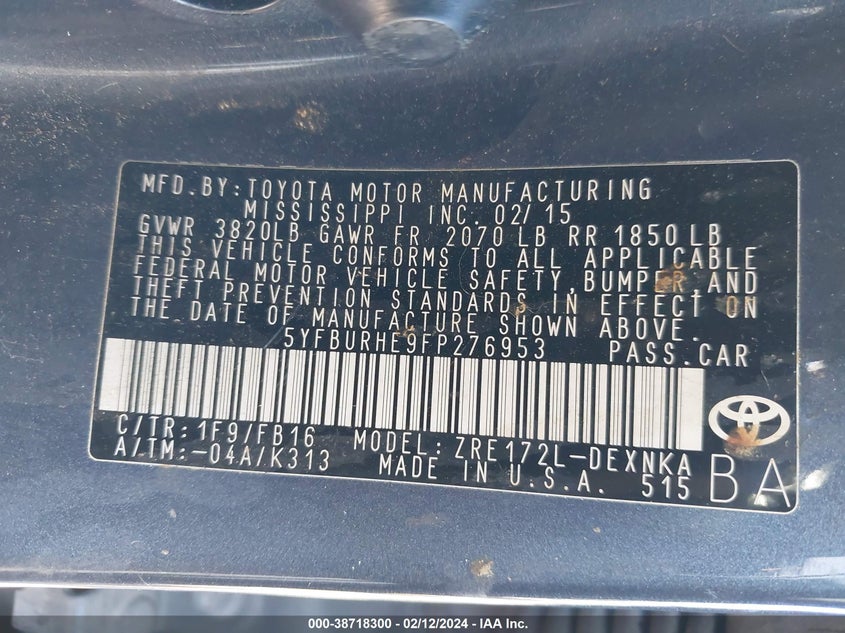 MFD.BY:TOYOTA MOTOR MANUFACTURING
MISSISSIPPI INC. 02/15
GVWR 3820LB GAWR FR 2070 LB RR 1850LB
THIS VEHICLE CONFORMS TO ALL APPLICABLE
FEDERAL MOTOR VEHICLE SAFETY,BUMPER AND
THEFT PREVENTION STANDARDS IN EFFECT ON
THE DATE OF MANUFACTURE SHOWN ABOVE.
5YFBURHE9FP276953 PASS.CAR
C/TR:1F9/FB16 MODEL:ZRE172L-DEXNKA
A/TM:-04A/K313 MADE IN U.S.A. 515
BA
000-38718300 - 02/12/2024 - IAA Inc.